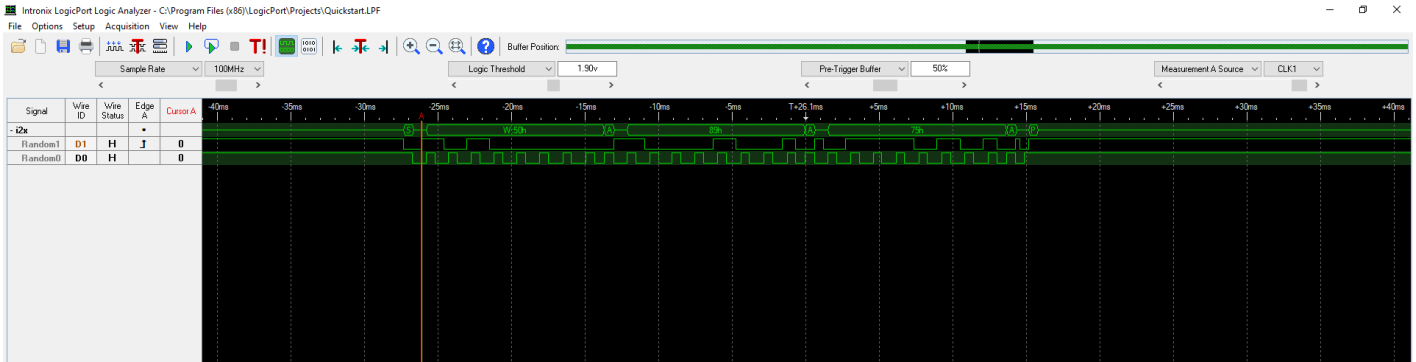 Intronix LogicPort Logic Analyzer - C:\Program Files (x86)\LogicPort\Projects\Quickstart.LPF
File Options Setup Acquisition View Help
T! 1010 0101 Buffer Position:
Sample Rate 100MHz Logic Threshold 1.90v Pre-Trigger Buffer 50% Measurement A Source CLK1
Signal Wire ID Wire Status Edge A Cursor A -40ms -35ms -30ms -25ms -20ms -15ms -10ms -5ms T+26.1ms +5ms +10ms +15ms +20ms +25ms +30ms +35ms +40ms
A
- i2x S W-50h A 89h A 75h A P
Random1 D1 H 0
Random0 D0 H 0